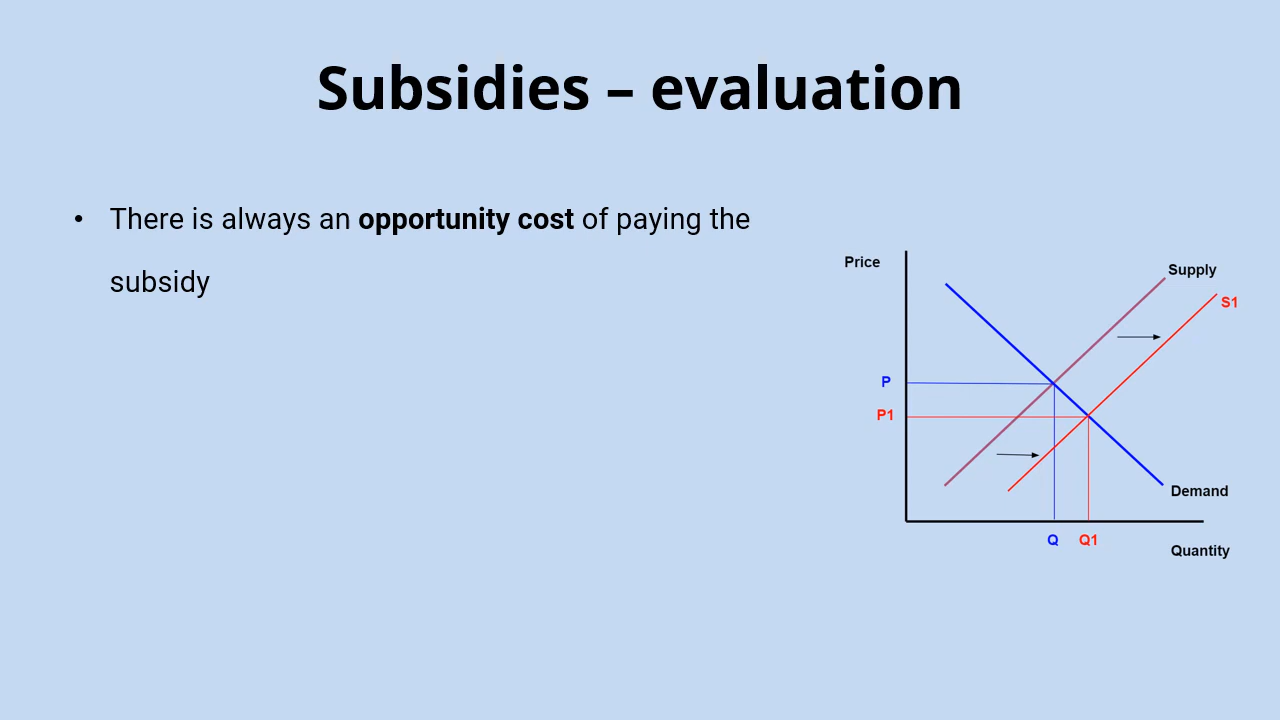 Subsidies – evaluation
• There is always an opportunity cost of paying the
subsidy
Price
Supply
S1
P
P1
Demand
Q Q1
Quantity